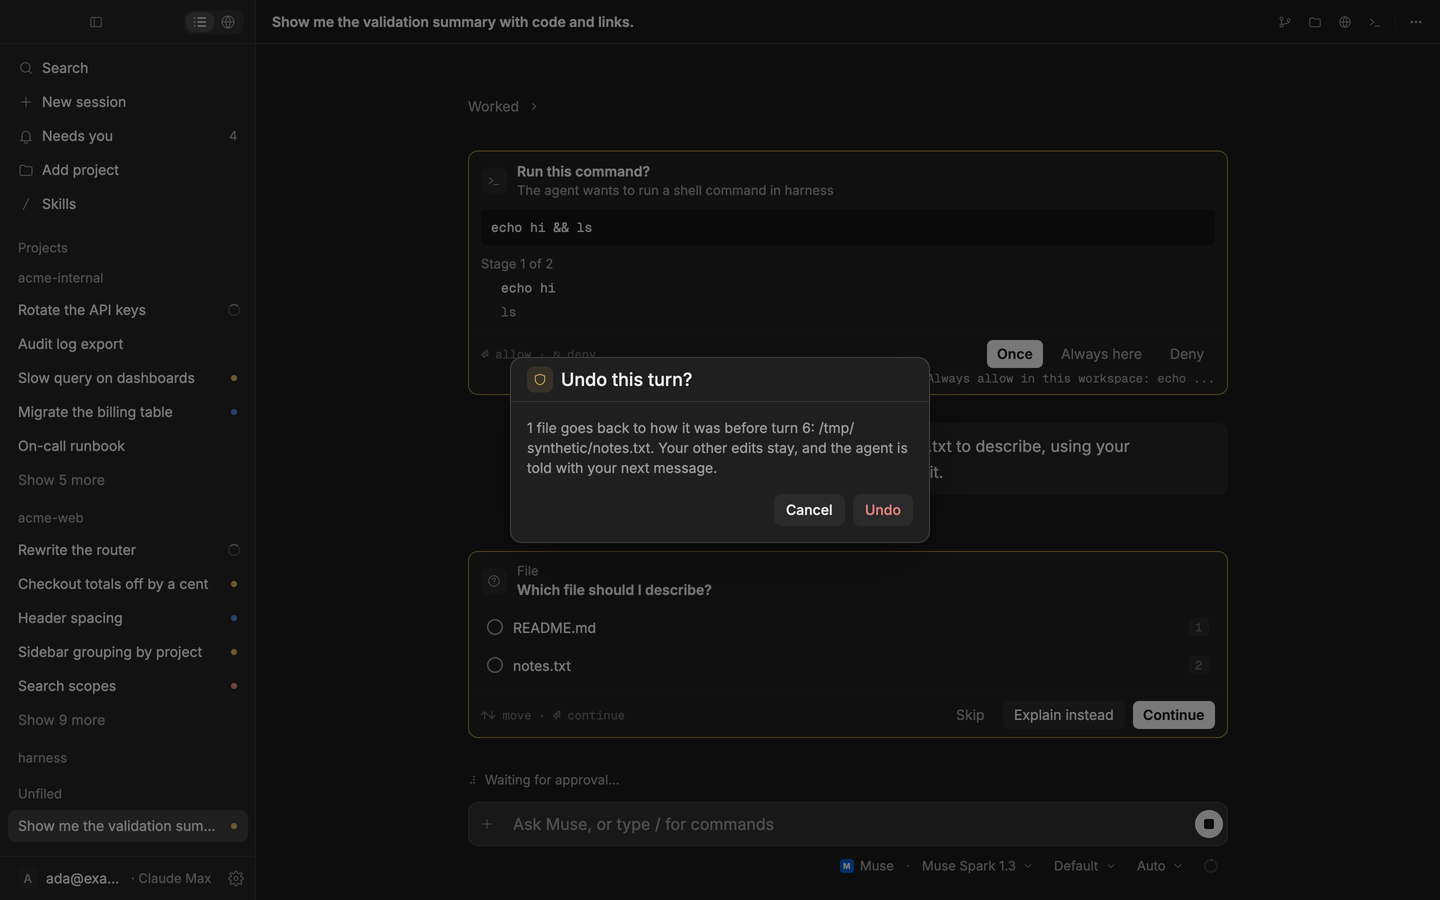 Show me the validation summary with code and links.
Search
New session
Needs you 4
Add project
Skills
Projects
acme-internal
Rotate the API keys
Audit log export
Slow query on dashboards
Migrate the billing table
On-call runbook
Show 5 more
acme-web
Rewrite the router
Checkout totals off by a cent
Header spacing
Sidebar grouping by project
Search scopes
Show 9 more
harness
Unfiled
Show me the validation sum...
A ada@exa... · Claude Max
Worked
Run this command?
The agent wants to run a shell command in harness
echo hi && ls
Stage 1 of 2
echo hi
ls
allow · deny
Once Always here Deny
Always allow in this workspace: echo ...
.txt to describe, using your
it.
Undo this turn?
1 file goes back to how it was before turn 6: /tmp/
synthetic/notes.txt. Your other edits stay, and the agent is
told with your next message.
Cancel Undo
File
Which file should I describe?
README.md 1
notes.txt 2
move · continue
Skip Explain instead Continue
Waiting for approval...
Ask Muse, or type / for commands
M Muse · Muse Spark 1.3 Default Auto